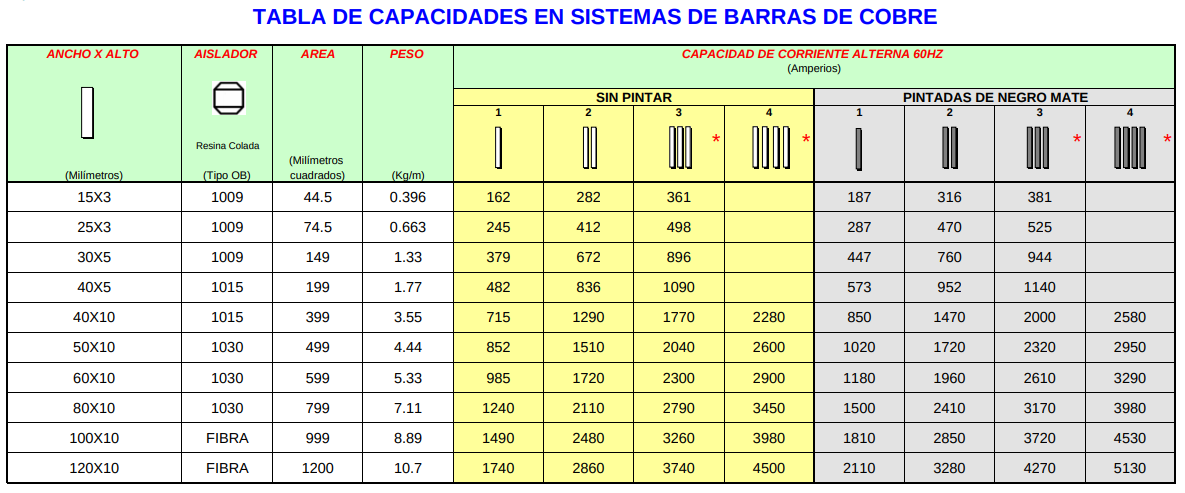 TABLA DE CAPACIDADES EN SISTEMAS DE BARRAS DE COBRE
ANCHO X ALTO AISLADOR AREA PESO CAPACIDAD DE CORRIENTE ALTERNA 60HZ
(Amperios)
SIN PINTAR PINTADAS DE NEGRO MATE
1 2 3 4 1 2 3 4
* * * *
Resina Colada
(Milímetros) (Tipo OB) (Milímetros cuadrados) (Kg/m)
15X3 1009 44.5 0.396 162 282 361 187 316 381
25X3 1009 74.5 0.663 245 412 498 287 470 525
30X5 1009 149 1.33 379 672 896 447 760 944
40X5 1015 199 1.77 482 836 1090 573 952 1140
40X10 1015 399 3.55 715 1290 1770 2280 850 1470 2000 2580
50X10 1030 499 4.44 852 1510 2040 2600 1020 1720 2320 2950
60X10 1030 599 5.33 985 1720 2300 2900 1180 1960 2610 3290
80X10 1030 799 7.11 1240 2110 2790 3450 1500 2410 3170 3980
100X10 FIBRA 999 8.89 1490 2480 3260 3980 1810 2850 3720 4530
120X10 FIBRA 1200 10.7 1740 2860 3740 4500 2110 3280 4270 5130